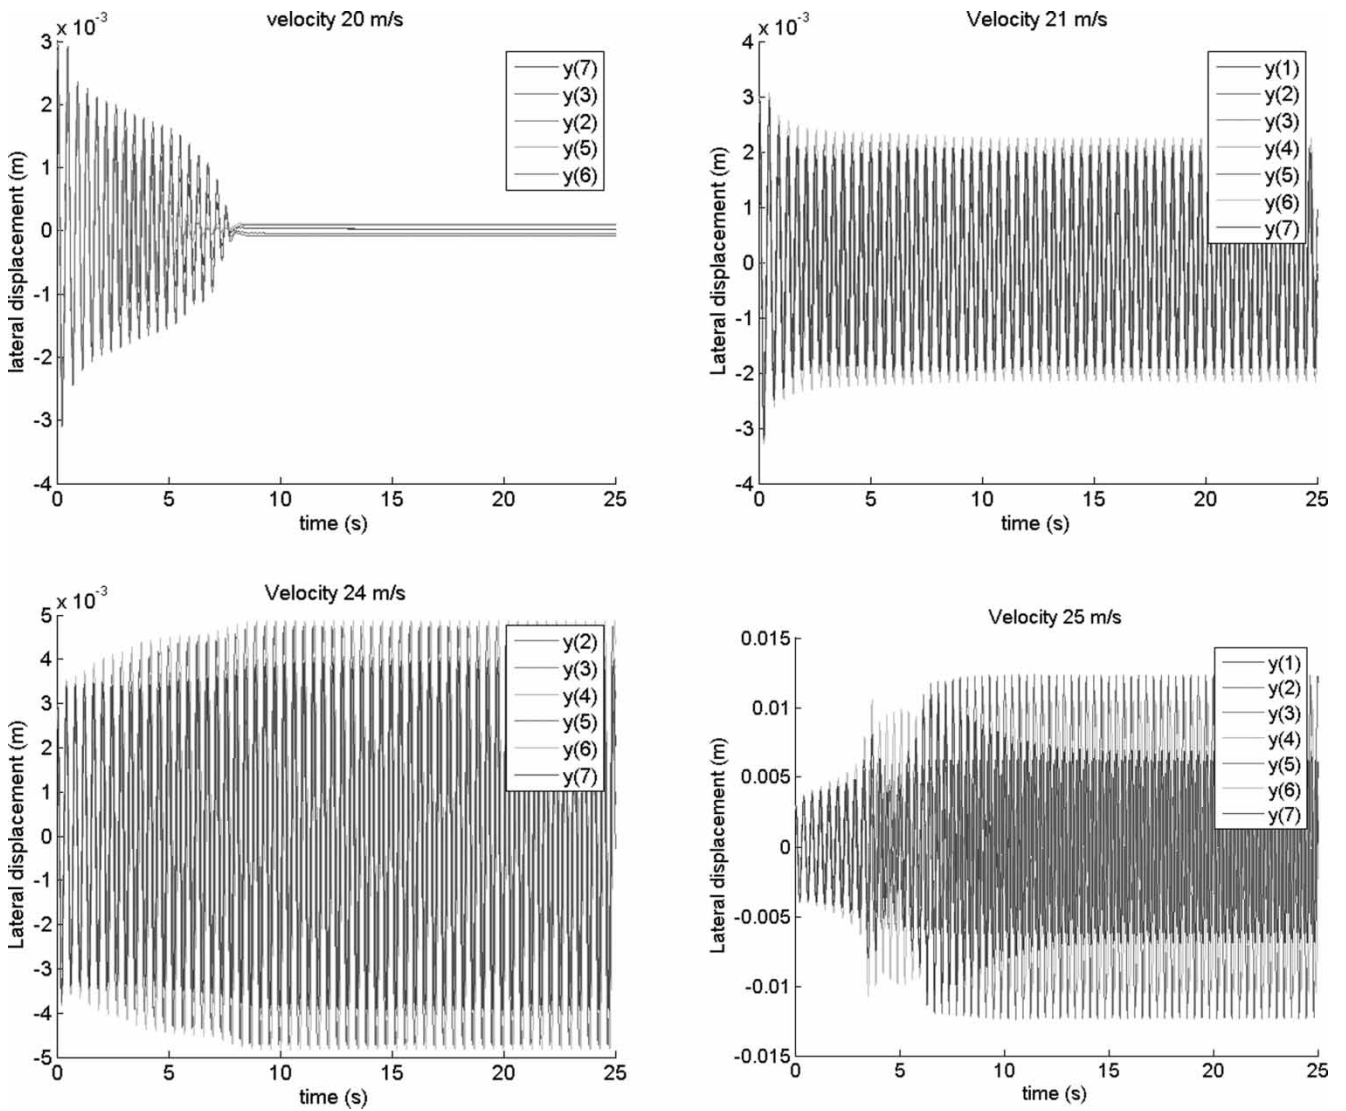 velocity 20 m/s
x 10-3
3
2
1
0
-1
-2
-3
-4
lateral displacement (m)
0 5 10 15 20 25
time (s)
y(7)
y(3)
y(2)
y(5)
y(6)
Velocity 21 m/s
x 10-3
4
3
2
1
0
-1
-2
-3
-4
Lateral displacement (m)
0 5 10 15 20 25
time (s)
y(1)
y(2)
y(3)
y(4)
y(5)
y(6)
y(7)
Velocity 24 m/s
x 10-3
5
4
3
2
1
0
-1
-2
-3
-4
-5
Lateral displacement (m)
0 5 10 15 20 25
time (s)
y(2)
y(3)
y(4)
y(5)
y(6)
y(7)
Velocity 25 m/s
0.015
0.01
0.005
0
-0.005
-0.01
-0.015
Lateral displacement (m)
0 5 10 15 20 25
time (s)
y(1)
y(2)
y(3)
y(4)
y(5)
y(6)
y(7)